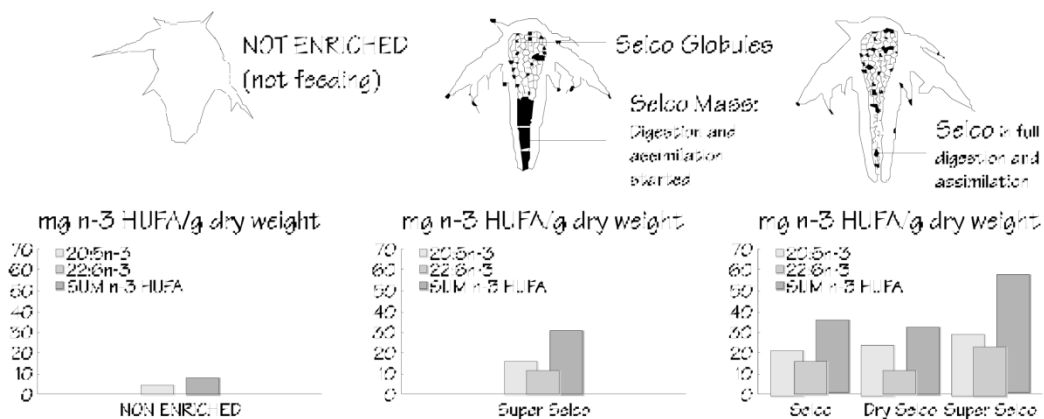 NOT ENRICHED
(not feeding)
Selco Globules
Selco Mass:
Digestion and
assimilation
started
Selco in full
digestion and
assimilation
mg n-3 HUFA/g dry weight
70
60
50
40
30
20
10
0
20:5n-3
22:6n-3
SUM n-3 HUFA
NON ENRICHED
mg n-3 HUFA/g dry weight
70
60
50
40
30
20
10
0
20:5n-3
22:6n-3
SUM n-3 HUFA
Super Selco
mg n-3 HUFA/g dry weight
70
60
50
40
30
20
10
0
20:5n-3
22:6n-3
SUM n-3 HUFA
Selco Dry Selco Super Selco